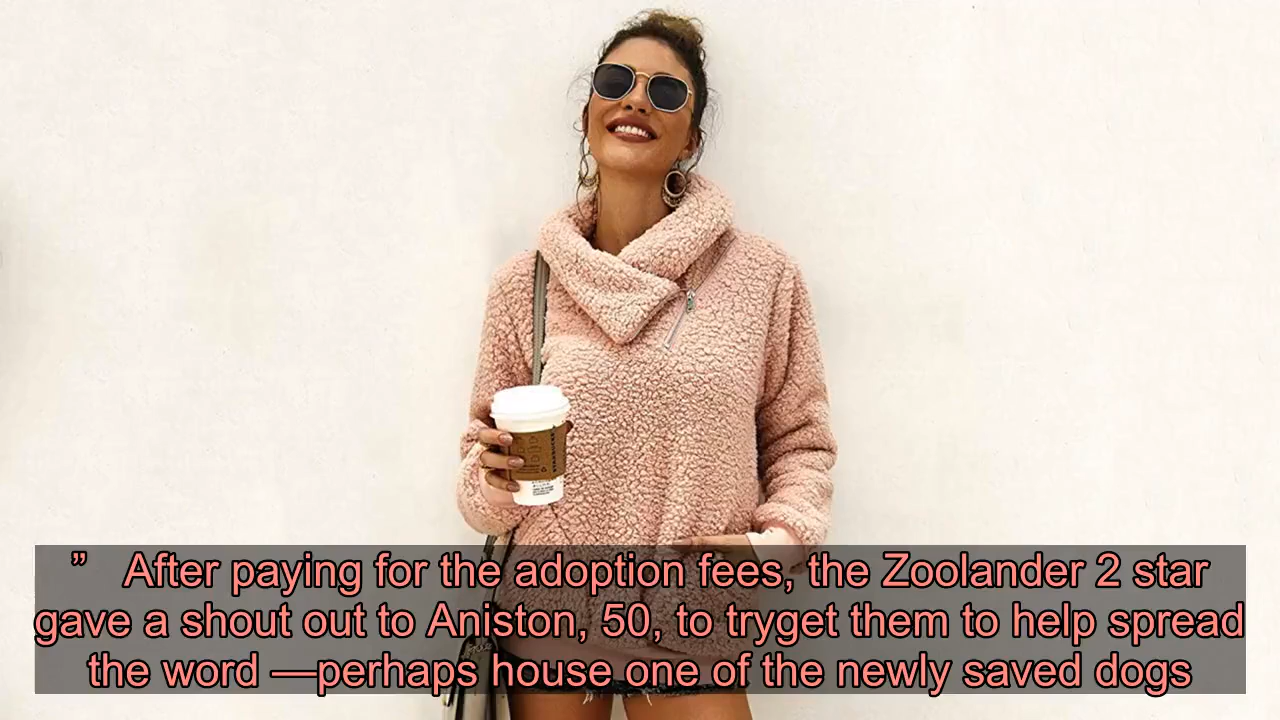 STARBUCKS
” After paying for the adoption fees, the Zoolander 2 star
gave a shout out to Aniston, 50, to tryget them to help spread
the word —perhaps house one of the newly saved dogs